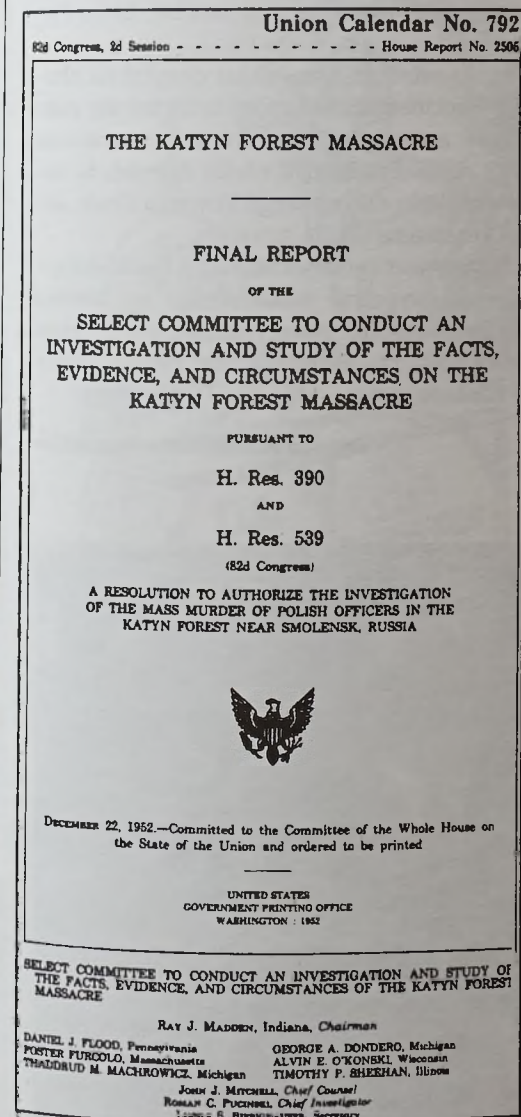 Union Calendar No. 792
82d Congress, 2d Session - - - - - - - - - - - - House Report No. 2506
THE KATYN FOREST MASSACRE
FINAL REPORT
OF THE
SELECT COMMITTEE TO CONDUCT AN
INVESTIGATION AND STUDY OF THE FACTS,
EVIDENCE, AND CIRCUMSTANCES ON THE
KATYN FOREST MASSACRE
PURSUANT TO
H. Res. 390
AND
H. Res. 539
(82d Congress)
A RESOLUTION TO AUTHORIZE THE INVESTIGATION
OF THE MASS MURDER OF POLISH OFFICERS IN THE
KATYN FOREST NEAR SMOLENSK, RUSSIA
DECEMBER 22, 1952.—Committed to the Committee of the Whole House on
the State of the Union and ordered to be printed
UNITED STATES
GOVERNMENT PRINTING OFFICE
WASHINGTON : 1952
SELECT COMMITTEE TO CONDUCT AN INVESTIGATION AND STUDY OF
THE FACTS, EVIDENCE, AND CIRCUMSTANCES OF THE KATYN FOREST
MASSACRE
RAY J. MADDEN, Indiana, Chairman
DANIEL J. FLOOD, Pennsylvania
FOSTER FURCOLO, Massachusetts
THADDEUS M. MACHROWICZ, Michigan
GEORGE A. DONDERO, Michigan
ALVIN E. O'KONSKI, Wisconsin
TIMOTHY P. SHEEHAN, Illinois
JOHN J. MITCHELL, Chief Counsel
ROMAN C. PUCINSKI, Chief Investigator
Secretary